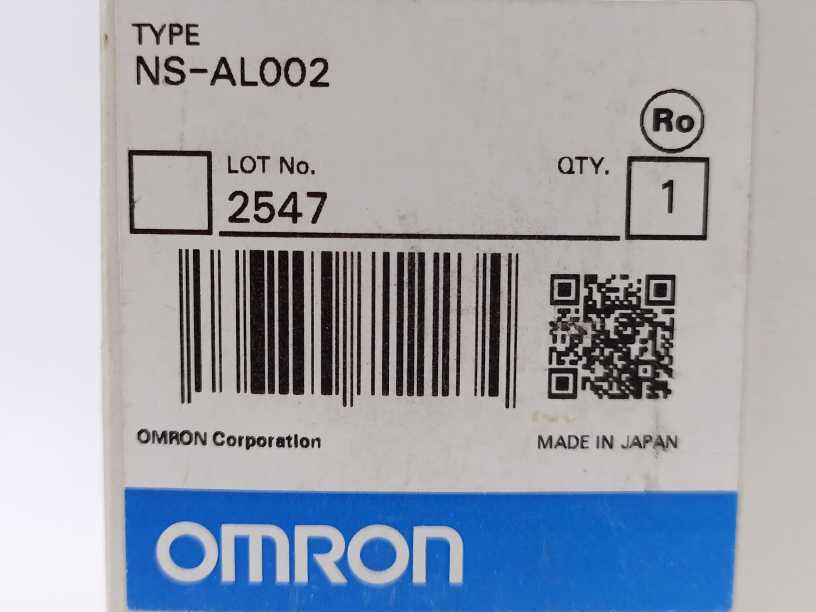 TYPE
NS-AL002
Ro
LOT No.
QTY.
2547
1
OMRON Corporation
MADE IN JAPAN
OMRON